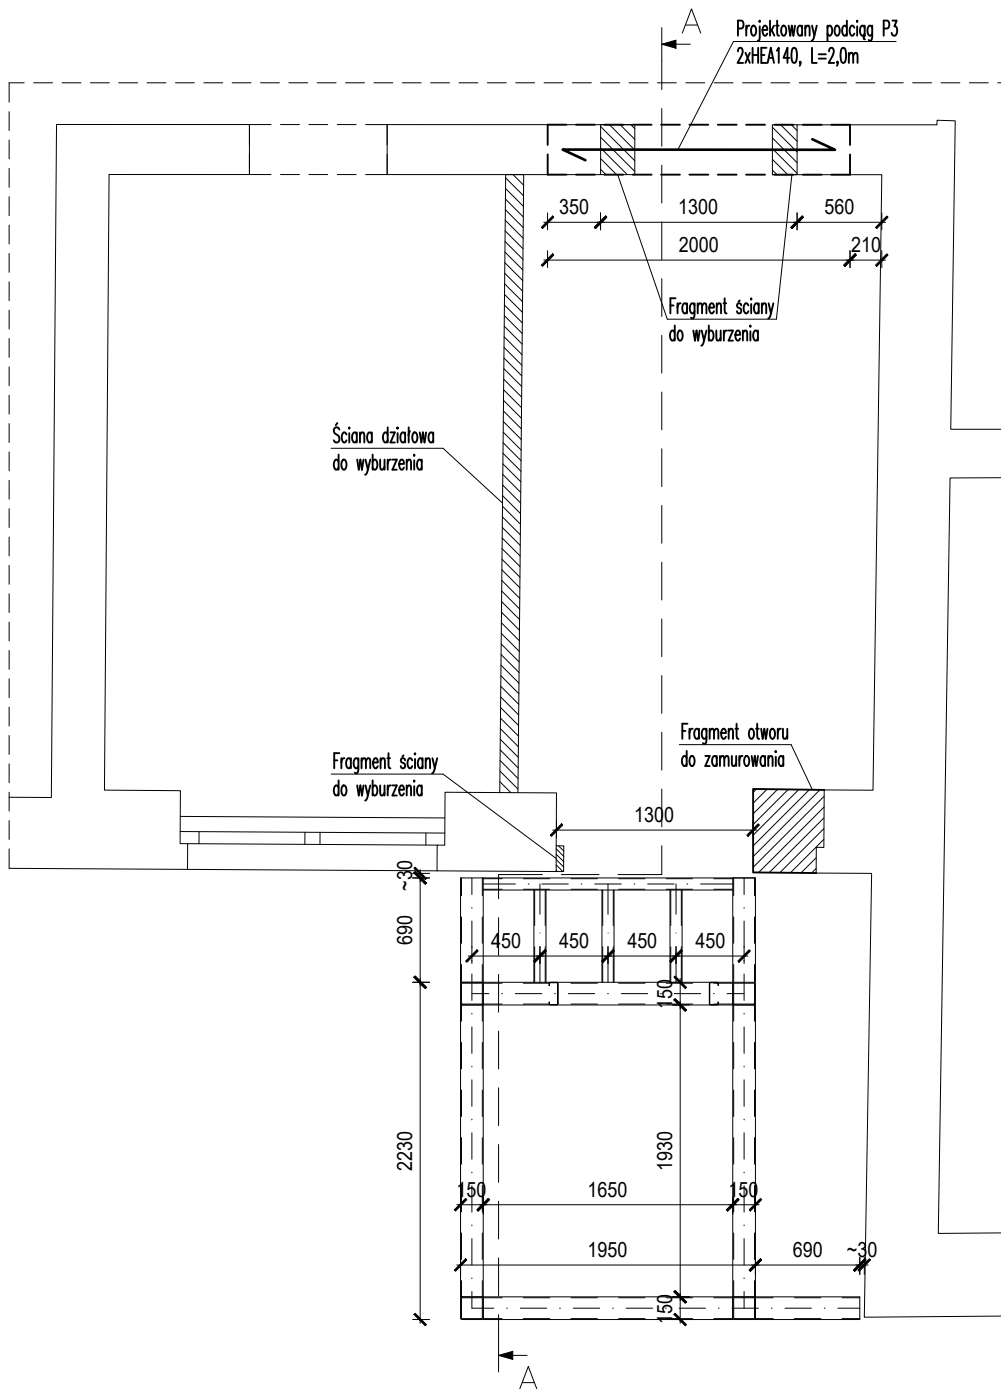 A
Projektowany podciąg P3
2xHEA140, L=2,0m
350
1300
560
2000
210
Fragment ściany
do wyburzenia
Ściana działowa
do wyburzenia
Fragment otworu
do zamurowania
Fragment ściany
do wyburzenia
1300
~30
690
450
450
450
450
150
2230
1930
150
1650
150
1950
690
~30
150
A